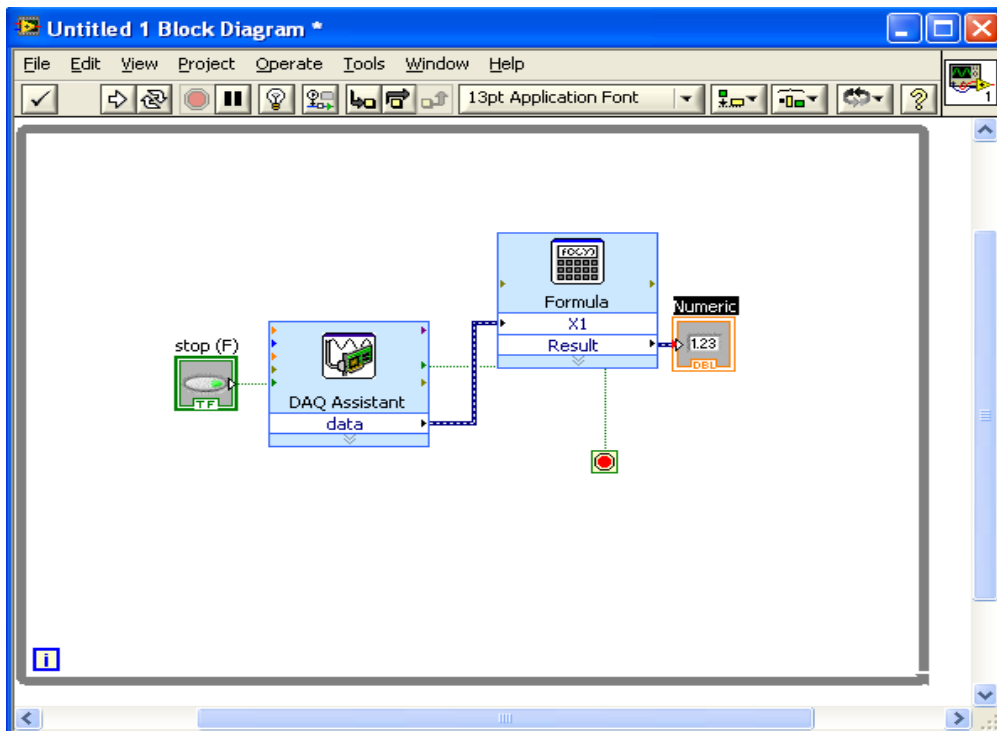 Untitled 1 Block Diagram *
File Edit View Project Operate Tools Window Help
13pt Application Font
?
1
f(x,y)
Formula
X1
Result
Numeric
1.23
DBL
stop (F)
TF
DAQ Assistant
data
i